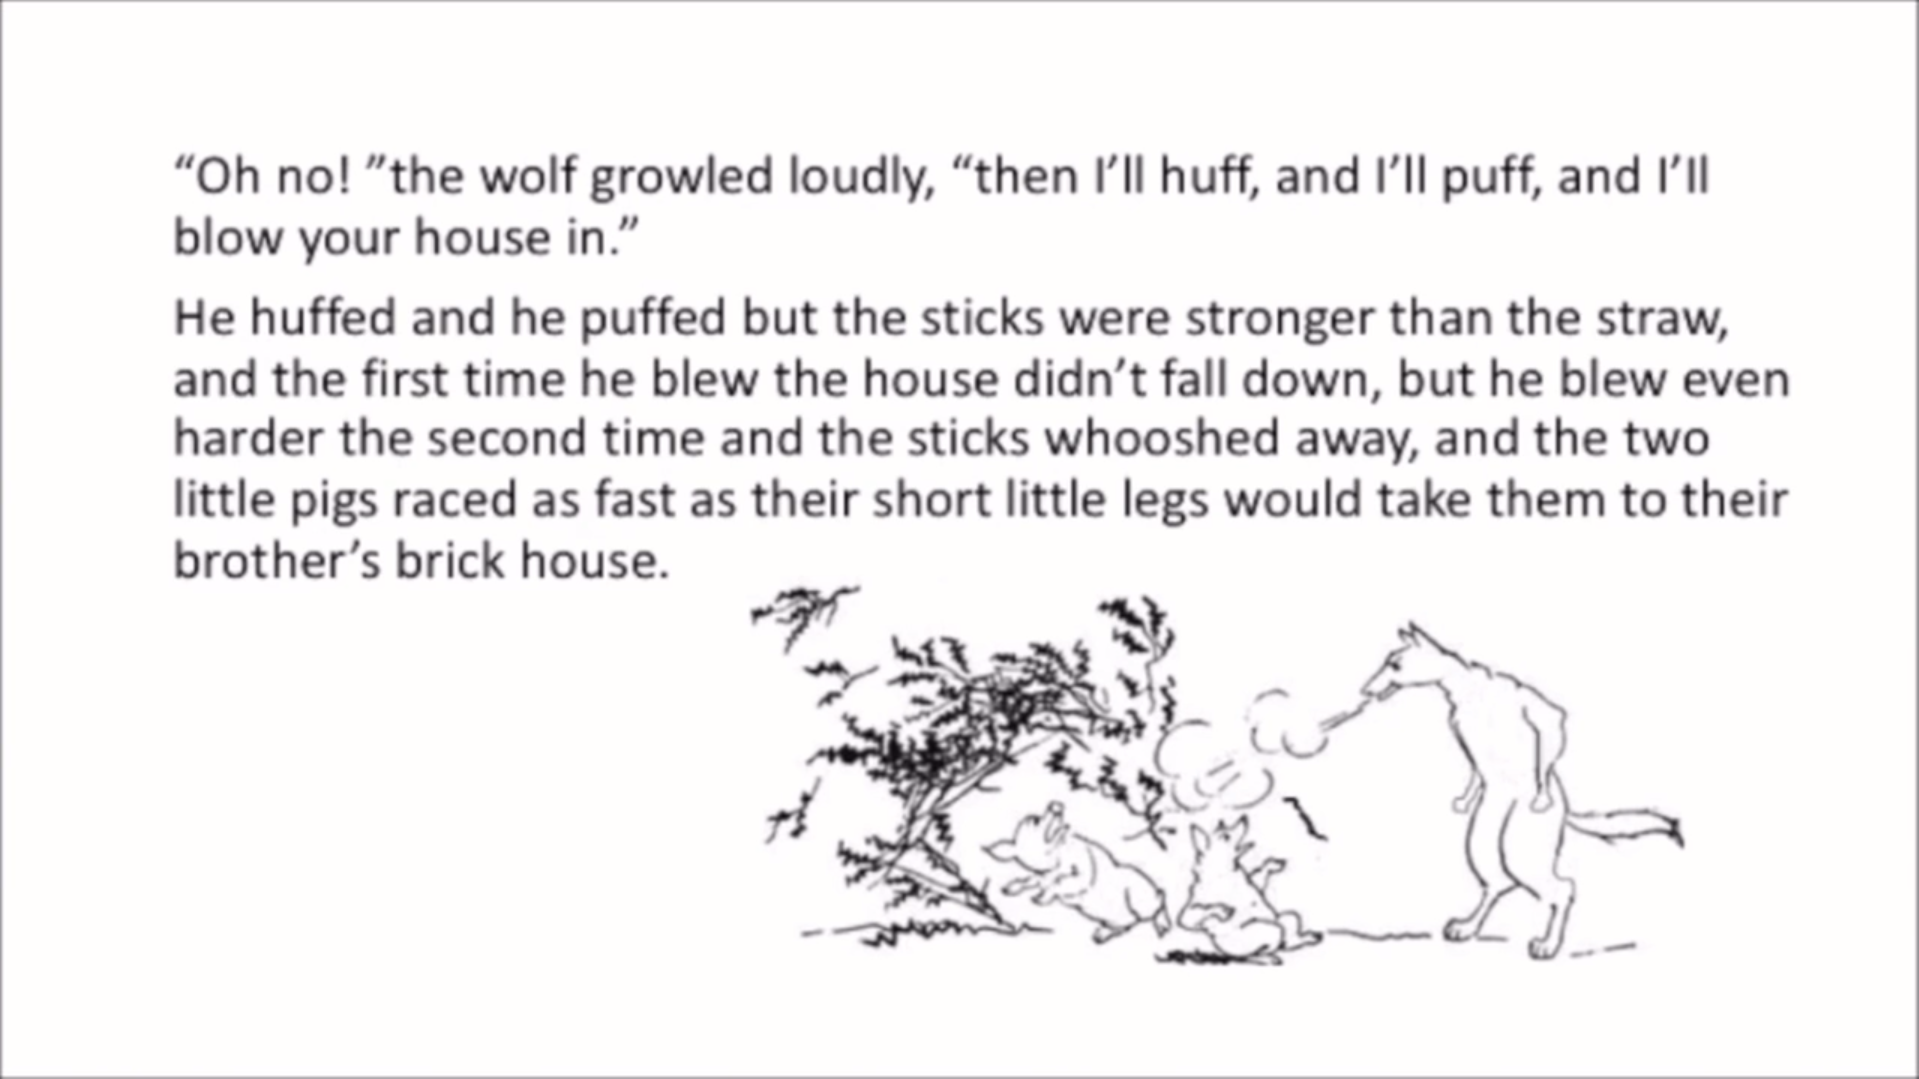 “Oh no! ”the wolf growled loudly, “then I’ll huff, and I’ll puff, and I’ll
blow your house in.”
He huffed and he puffed but the sticks were stronger than the straw,
and the first time he blew the house didn’t fall down, but he blew even
harder the second time and the sticks whooshed away, and the two
little pigs raced as fast as their short little legs would take them to their
brother’s brick house.